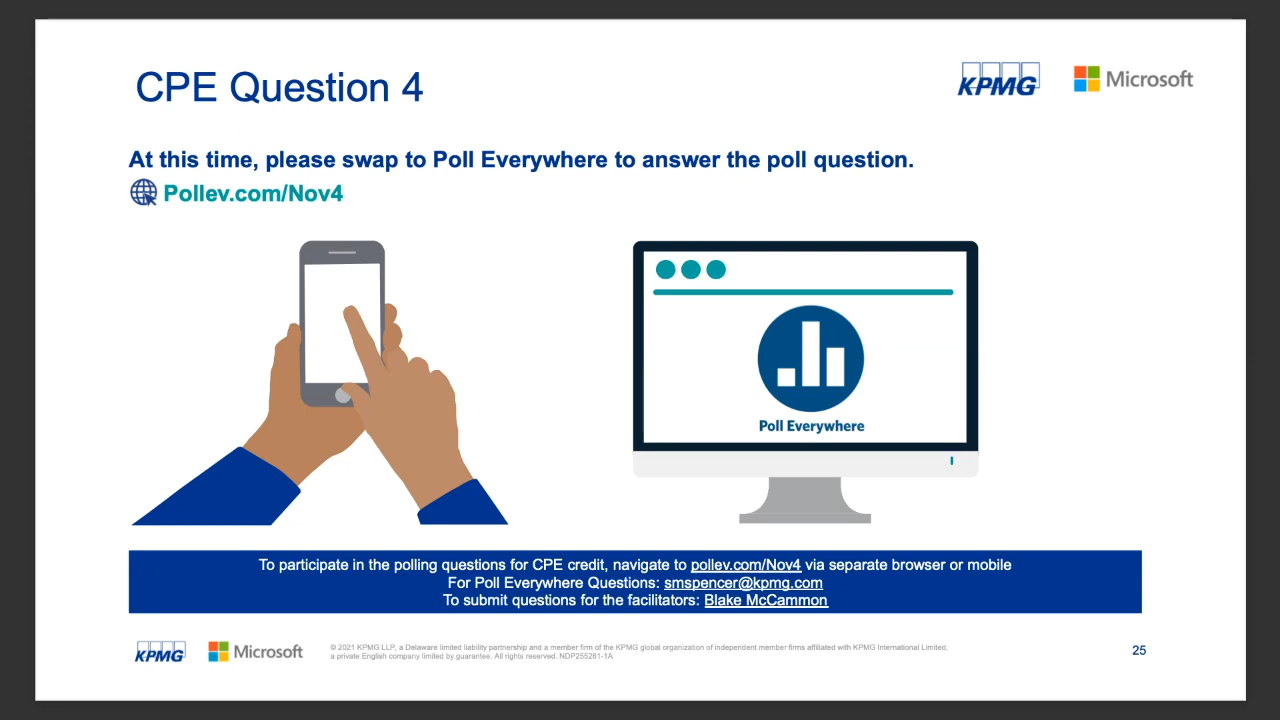 CPE Question 4
KPMG
Microsoft
At this time, please swap to Poll Everywhere to answer the poll question.
Pollev.com/Nov4
Poll Everywhere
To participate in the polling questions for CPE credit, navigate to pollev.com/Nov4 via separate browser or mobile
For Poll Everywhere Questions: smspencer@kpmg.com
To submit questions for the facilitators: Blake McCammon
KPMG
Microsoft
© 2021 KPMG LLP, a Delaware limited liability partnership and a member firm of the KPMG global organization of independent member firms affiliated with KPMG International Limited,
a private English company limited by guarantee. All rights reserved. NDP255261-1A
25